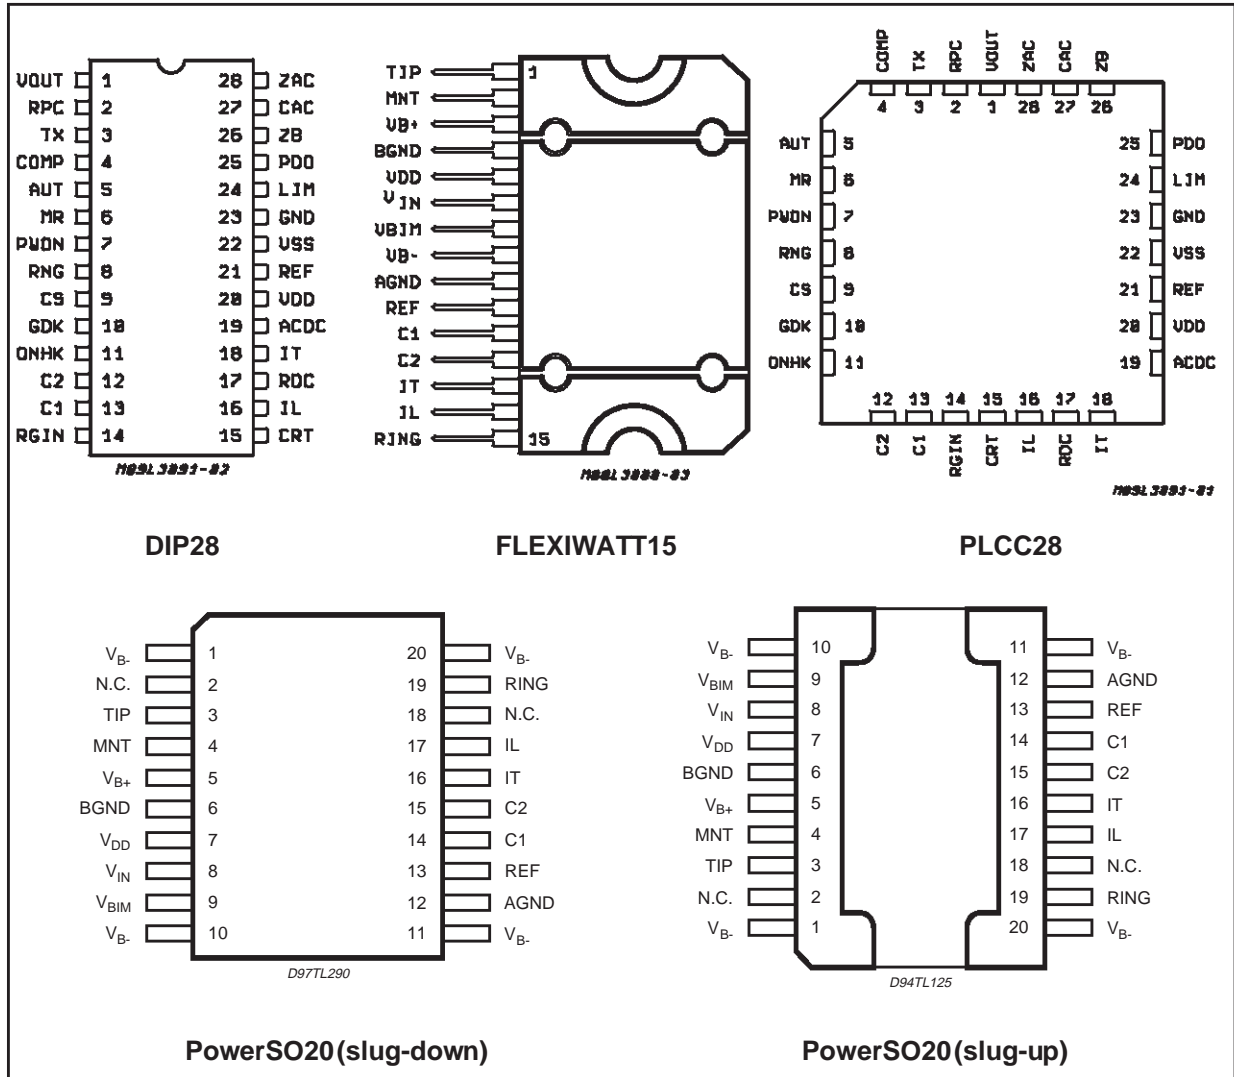 VOUT 1 28 ZAC
RPC 2 27 CAC
TX 3 26 ZB
COMP 4 25 PDO
AUT 5 24 LIM
MR 6 23 GND
PWON 7 22 VSS
RNG 8 21 REF
CS 9 20 VDD
GDK 10 19 ACDC
ONHK 11 18 IT
C2 12 17 RDC
C1 13 16 IL
RGIN 14 15 CRT
M89L3091-02
DIP28
TIP 1
MNT
VB+
BGND
VDD
VIN
VBIM
VB-
AGND
REF
C1
C2
IT
IL
RING 15
M88L3000-03
FLEXIWATT15
COMP TX RPC VOUT ZAC CAC ZB
4 3 2 1 28 27 26
AUT 5 25 PDO
MR 6 24 LIM
PWON 7 23 GND
RNG 8 22 VSS
CS 9 21 REF
GDK 10 20 VDD
ONHK 11 19 ACDC
12 13 14 15 16 17 18
C2 C1 RGIN CRT IL RDC IT
M89L3091-01
PLCC28
VB- 1 20 VB-
N.C. 2 19 RING
TIP 3 18 N.C.
MNT 4 17 IL
VB+ 5 16 IT
BGND 6 15 C2
VDD 7 14 C1
VIN 8 13 REF
VBIM 9 12 AGND
VB- 10 11 VB-
D97TL290
PowerSO20 (slug-down)
VB- 10 11 VB-
VBIM 9 12 AGND
VIN 8 13 REF
VDD 7 14 C1
BGND 6 15 C2
VB+ 5 16 IT
MNT 4 17 IL
TIP 3 18 N.C.
N.C. 2 19 RING
VB- 1 20 VB-
D94TL125
PowerSO20 (slug-up)